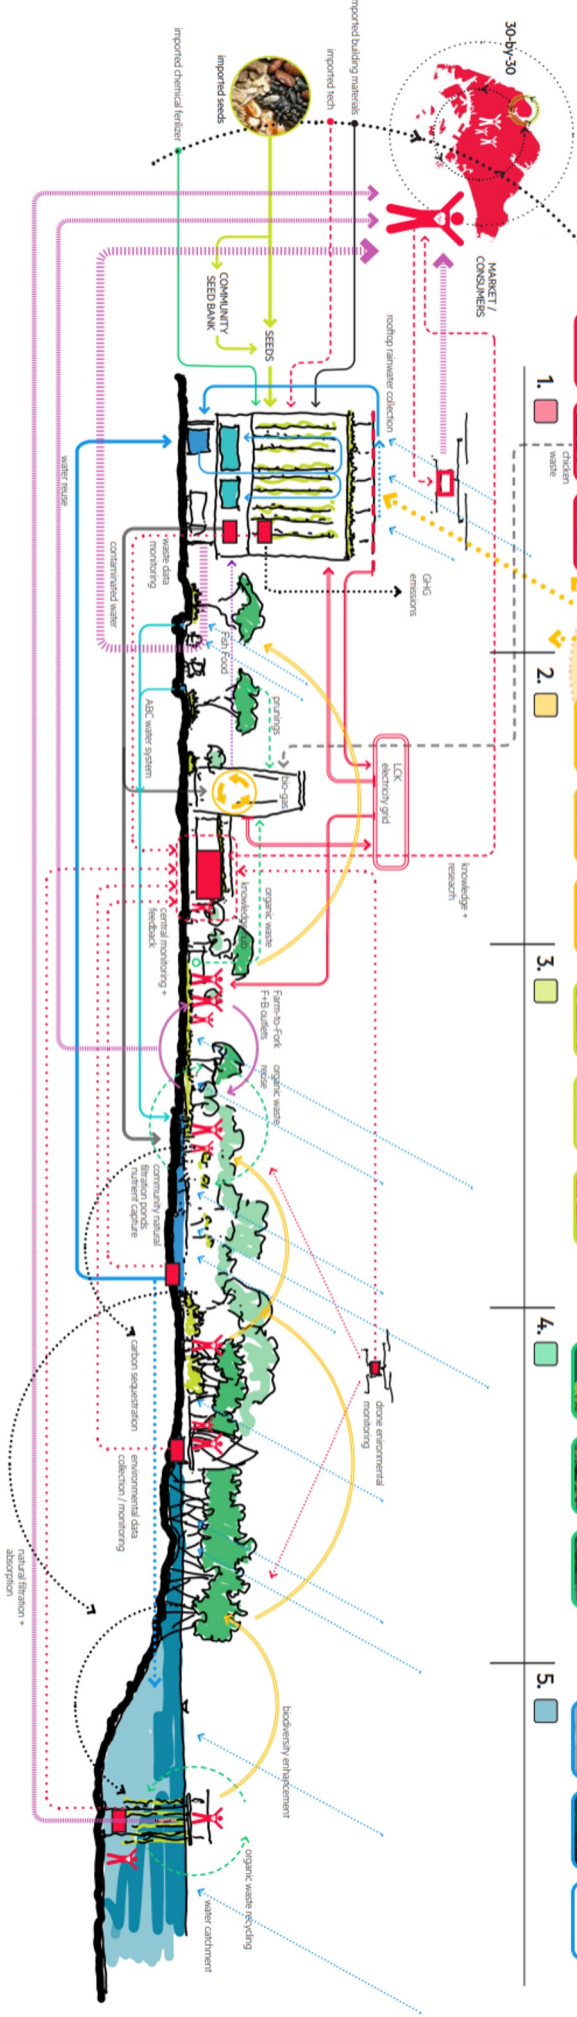 30-by-30
MARKET /
CONSUMERS
imported building materials
imported tech
imported seeds
imported chemical ferilizer
COMMUNITY
SEED BANK
SEEDS
rooftop rainwater collection
1.
chicken
waste
GHG
emissions
water reuse
contaminated water
waste data
monitoring
Fish Food
2.
prunings
ABC water system
bio-gas
LCK
electricity grid
knowledge +
reseacrh
knowledge hub
organic waste
central monitoring +
feedback
3.
Farm-to-Fork
F+B outlets
organic waste
reuse
community natural
filtration ponds
nutrient capture
4.
drone enironmental
monitoring
carbon sequestration
environmental data
collection / monitoring
natural filtration +
absorption
5.
biodiversity enhancement
organic waste recycling
water catchment